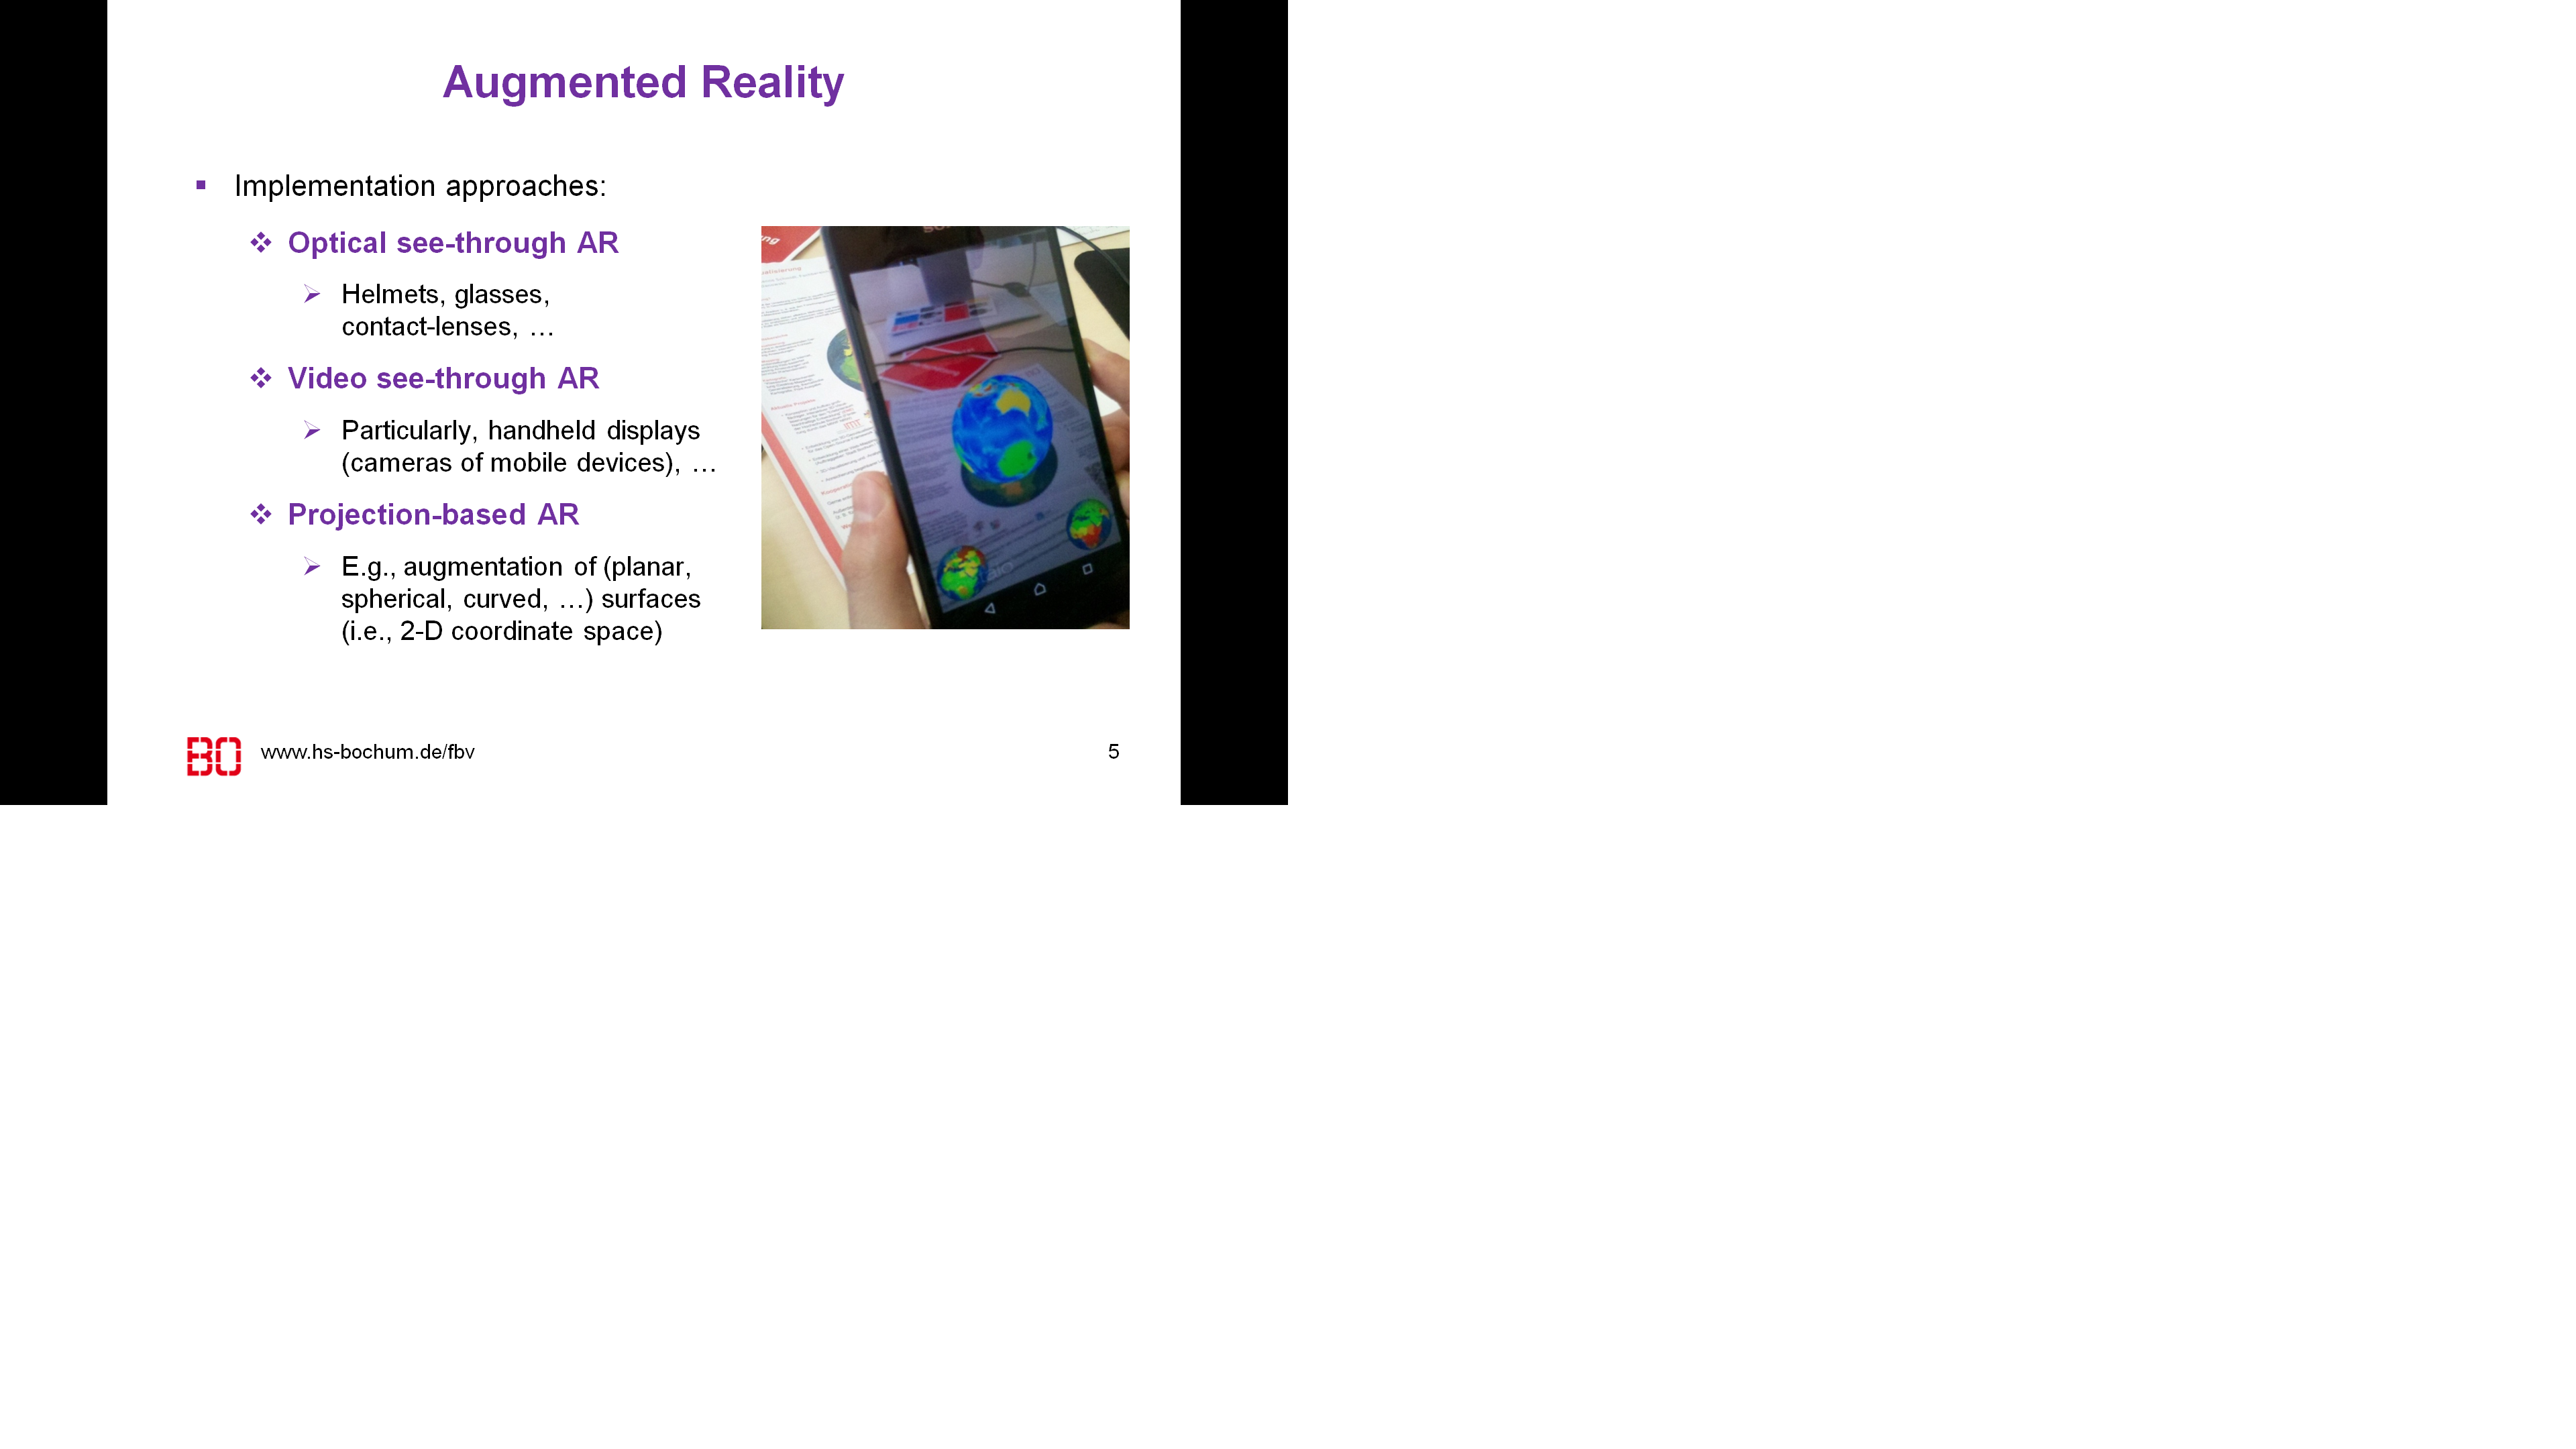 Augmented Reality
Implementation approaches:
Optical see-through AR
Helmets, glasses,
contact-lenses, …
Video see-through AR
Particularly, handheld displays
(cameras of mobile devices), …
Projection-based AR
E.g., augmentation of (planar,
spherical, curved, …) surfaces
(i.e., 2-D coordinate space)
BO www.hs-bochum.de/fbv
5